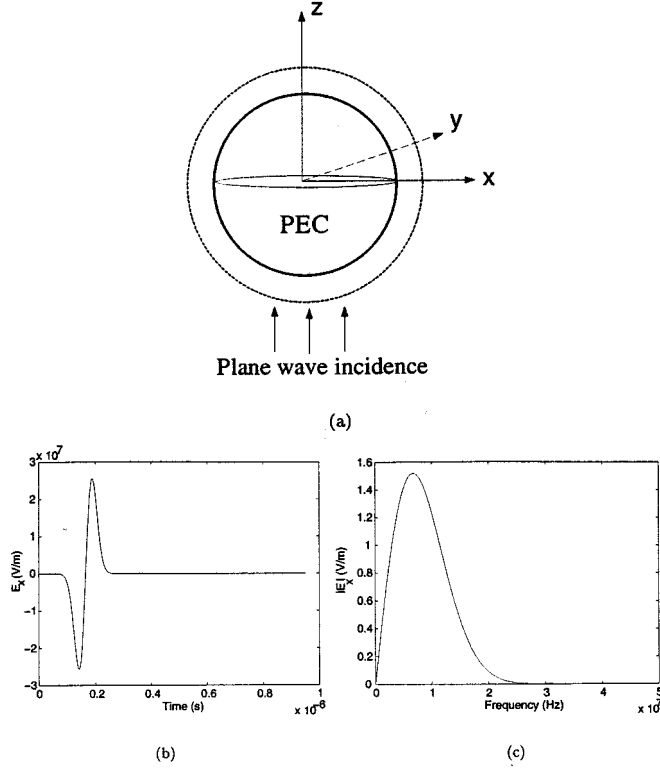 z
y
x
PEC
Plane wave incidence
(a)
3 x 10^7
2
1
0
-1
-2
-3
E_x (V/m)
0 0.2 0.4 0.6 0.8 1
Time (s)
x 10^-6
(b)
1.6
1.4
1.2
1
0.8
0.6
0.4
0.2
0
|E_x| (V/m)
0 1 2 3 4 5
Frequency (Hz)
(c)